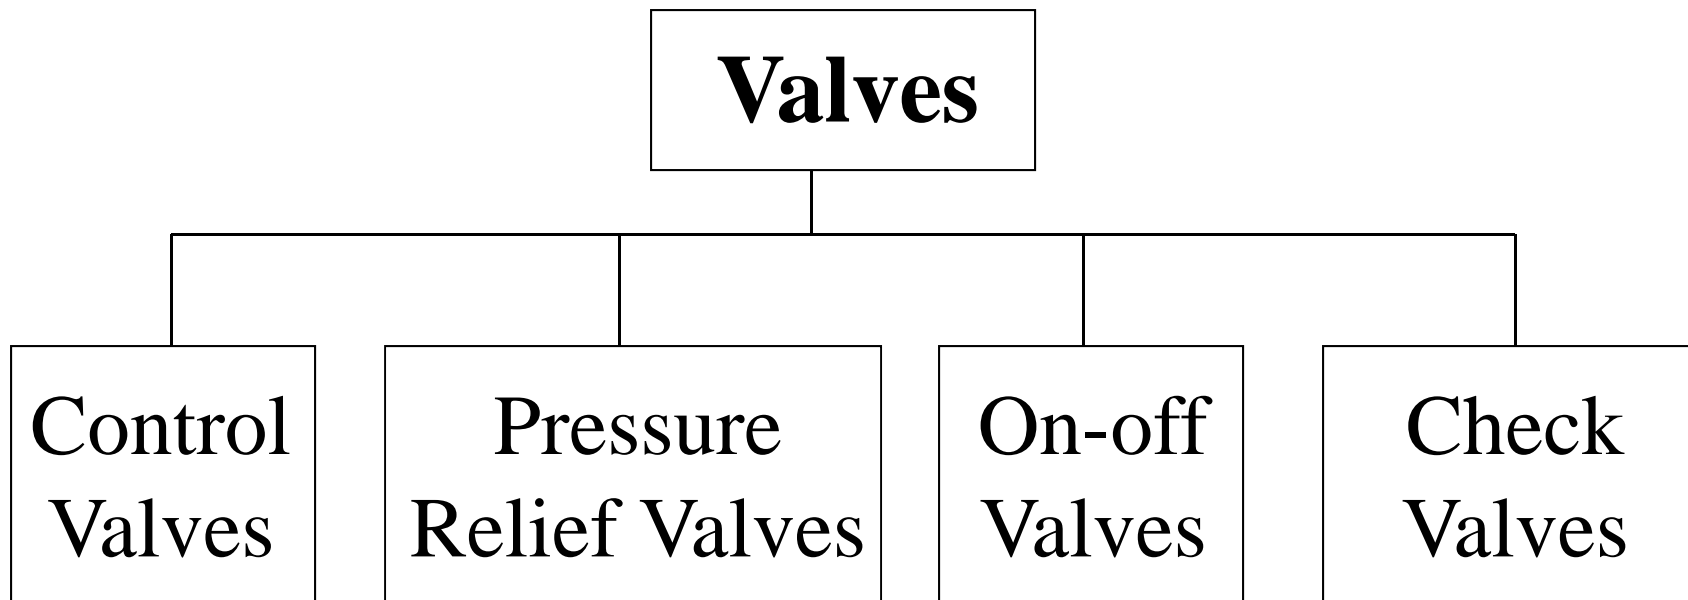 Valves
Control
Valves
Pressure
Relief Valves
On-off
Valves
Check
Valves